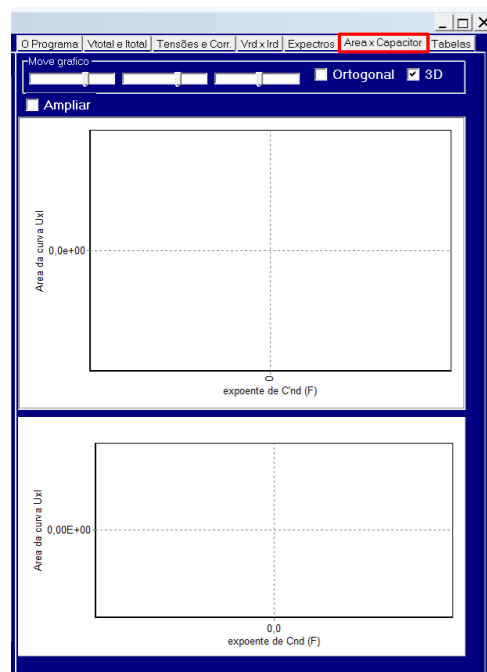 O Programa Vtotal e Itotal Tensões e Corr. Vrd x Ird Expectros Area x Capacitor Tabelas
Move grafico
Ortogonal 3D
Ampliar
Area da curva UxI
0,0e+00
0
expoente de C'nd (F)
Area da curva UxI
0,00E+00
0,0
expoente de Cnd (F)